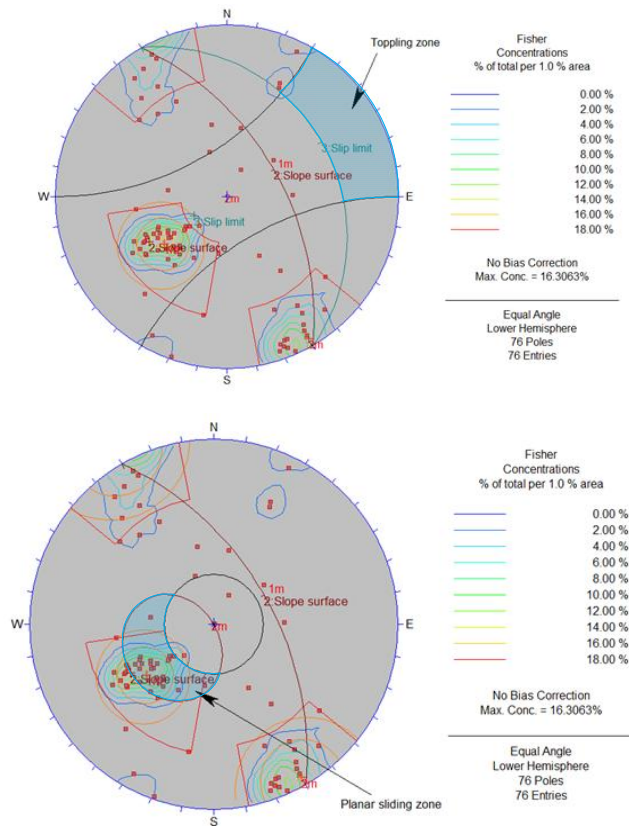 N
Toppling zone
1m
3 Slip limit
2 Slope surface
W
E
2m
3 Slip limit
2 Slope surface
S
Fisher
Concentrations
% of total per 1.0 % area
0.00 %
2.00 %
4.00 %
6.00 %
8.00 %
10.00 %
12.00 %
14.00 %
16.00 %
18.00 %
No Bias Correction
Max. Conc. = 16.3063%
Equal Angle
Lower Hemisphere
76 Poles
76 Entries
N
1m
2 Slope surface
W
E
2m
2 Slope surface
S
Planar sliding zone
Fisher
Concentrations
% of total per 1.0 % area
0.00 %
2.00 %
4.00 %
6.00 %
8.00 %
10.00 %
12.00 %
14.00 %
16.00 %
18.00 %
No Bias Correction
Max. Conc. = 16.3063%
Equal Angle
Lower Hemisphere
76 Poles
76 Entries